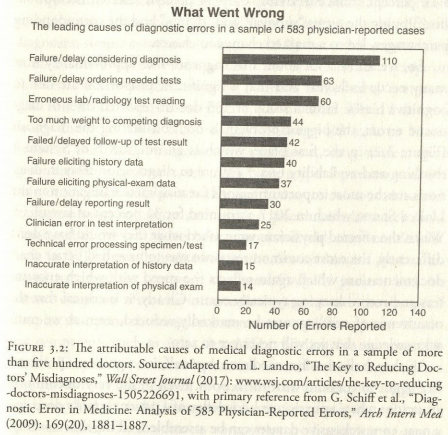 What Went Wrong
The leading causes of diagnostic errors in a sample of 583 physician-reported cases
Failure/delay considering diagnosis 110
Failure/delay ordering needed tests 63
Erroneous lab/radiology test reading 60
Too much weight to competing diagnosis 44
Failed/delayed follow-up of test result 42
Failure eliciting history data 40
Failure eliciting physical-exam data 37
Failure/delay reporting result 30
Clinician error in test interpretation 25
Technical error processing specimen/test 17
Inaccurate interpretation of history data 15
Inaccurate interpretation of physical exam 14
0 20 40 60 80 100 120 140
Number of Errors Reported
FIGURE 3.2: The attributable causes of medical diagnostic errors in a sample of more
than five hundred doctors. Source: Adapted from L. Landro, “The Key to Reducing Doc-
tors’ Misdiagnoses,” Wall Street Journal (2017): www.wsj.com/articles/the-key-to-reducing
-doctors-misdiagnoses-1505226691, with primary reference from G. Schiff et al., “Diag-
nostic Error in Medicine: Analysis of 583 Physician-Reported Errors,” Arch Intern Med
(2009): 169(20), 1881–1887.